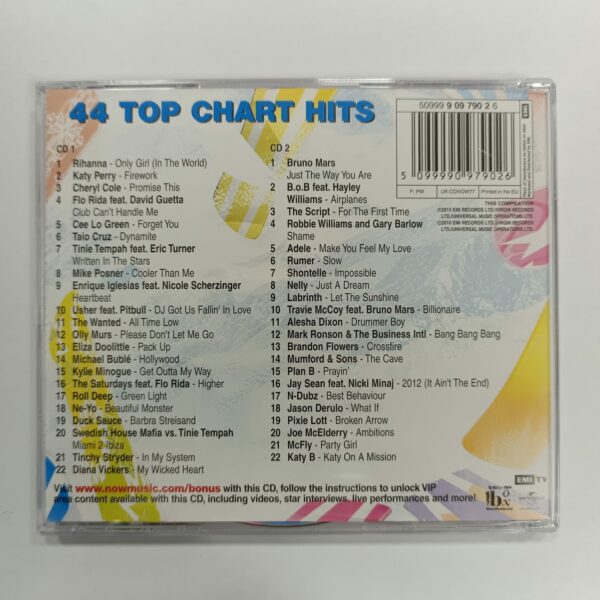 44 TOP CHART HITS
50999 9 09790 2 6
5 099990 979026
EMI
F: PM
UK:CDNOW77
Printed in the EU
THIS COMPILATION
CD 1
1 Rihanna - Only Girl (In The World)
2 Katy Perry - Firework
3 Cheryl Cole - Promise This
4 Flo Rida feat. David Guetta
Club Can't Handle Me
5 Cee Lo Green - Forget You
6 Taio Cruz - Dynamite
7 Tinie Tempah feat. Eric Turner
Written In The Stars
8 Mike Posner - Cooler Than Me
9 Enrique Iglesias feat. Nicole Scherzinger
Heartbeat
10 Usher feat. Pitbull - DJ Got Us Fallin' In Love
11 The Wanted - All Time Low
12 Olly Murs - Please Don't Let Me Go
13 Eliza Doolittle - Pack Up
14 Michael Bublé - Hollywood
15 Kylie Minogue - Get Outta My Way
16 The Saturdays feat. Flo Rida - Higher
17 Roll Deep - Green Light
18 Ne-Yo - Beautiful Monster
19 Duck Sauce - Barbra Streisand
20 Swedish House Mafia vs. Tinie Tempah
Miami 2 Ibiza
21 Tinchy Stryder - In My System
22 Diana Vickers - My Wicked Heart
CD 2
1 Bruno Mars
Just The Way You Are
2 B.o.B feat. Hayley
Williams - Airplanes
3 The Script - For The First Time
4 Robbie Williams and Gary Barlow
Shame
5 Adele - Make You Feel My Love
6 Rumer - Slow
7 Shontelle - Impossible
8 Nelly - Just A Dream
9 Labrinth - Let The Sunshine
10 Travie McCoy feat. Bruno Mars - Billionaire
11 Alesha Dixon - Drummer Boy
12 Mark Ronson & The Business Intl - Bang Bang Bang
13 Brandon Flowers - Crossfire
14 Mumford & Sons - The Cave
15 Plan B - Prayin'
16 Jay Sean feat. Nicki Minaj - 2012 (It Ain't The End)
17 N-Dubz - Best Behaviour
18 Jason Derulo - What If
19 Pixie Lott - Broken Arrow
20 Joe McElderry - Ambitions
21 McFly - Party Girl
22 Katy B - Katy On A Mission
Visit www.nowmusic.com/bonus with this CD, follow the instructions to unlock VIP
area content available with this CD, including videos, star interviews, live performances and more!
EMI TV